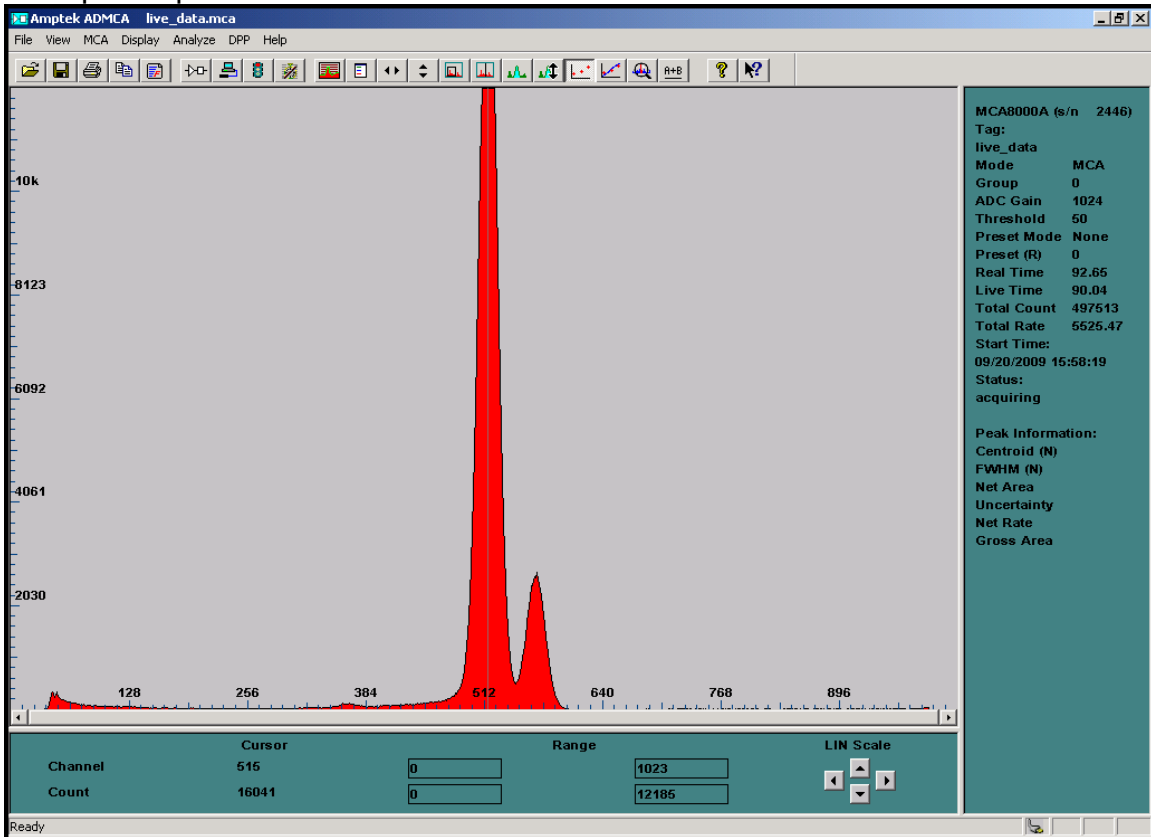 Amptek ADMCA live_data.mca
File View MCA Display Analyze DPP Help
A+B
10k
8123
6092
4061
2030
128 256 384 512 640 768 896
MCA8000A (s/n 2446)
Tag:
live_data
Mode MCA
Group 0
ADC Gain 1024
Threshold 50
Preset Mode None
Preset (R) 0
Real Time 92.65
Live Time 90.04
Total Count 497513
Total Rate 5525.47
Start Time:
09/20/2009 15:58:19
Status:
acquiring
Peak Information:
Centroid (N)
FWHM (N)
Net Area
Uncertainty
Net Rate
Gross Area
Cursor Range LIN Scale
Channel 515 0 1023
Count 16041 0 12185
Ready